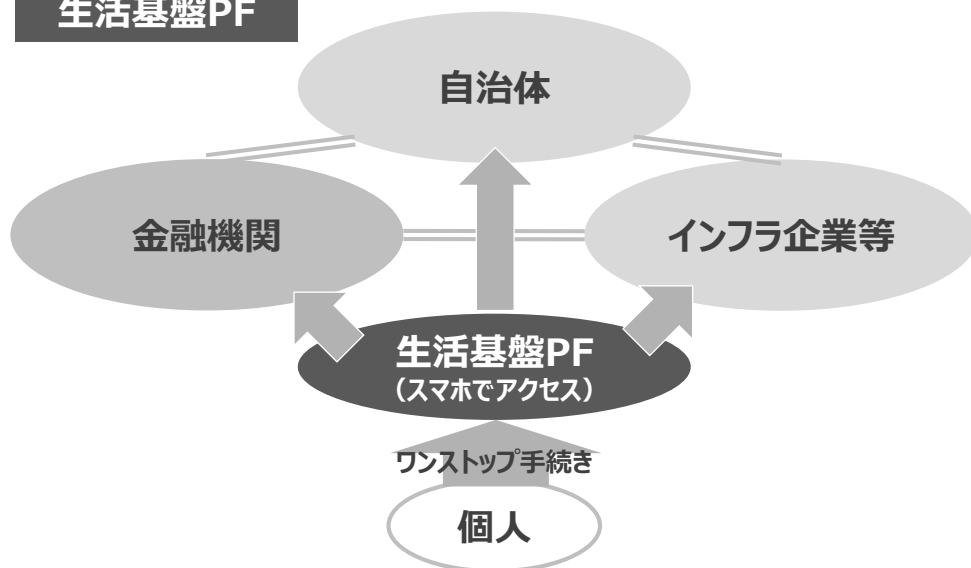 生活基盤PF
自治体
金融機関
インフラ企業等
生活基盤PF
（スマホでアクセス）
ワンストップ手続き
個人